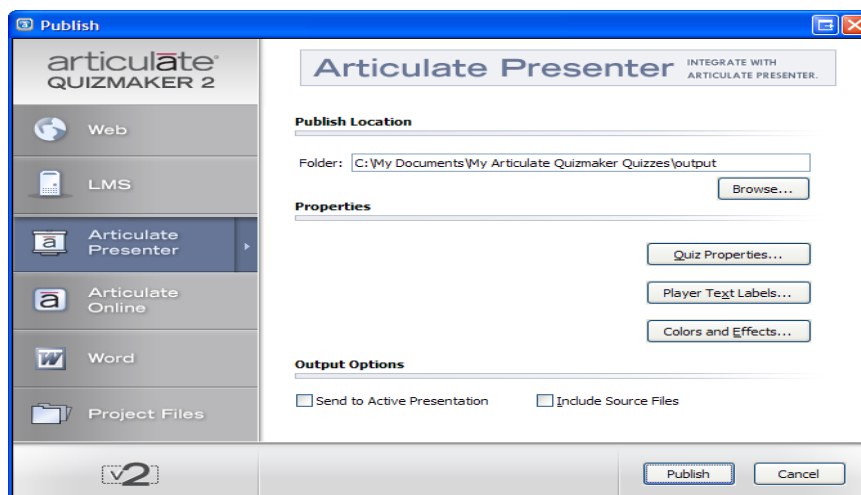 Publish
articulate®
QUIZMAKER 2
Web
LMS
Articulate
Presenter
Articulate
Online
Word
Project Files
v2
Articulate Presenter
INTEGRATE WITH
ARTICULATE PRESENTER.
Publish Location
Folder: C:\My Documents\My Articulate Quizmaker Quizzes\output
Browse...
Properties
Quiz Properties...
Player Text Labels...
Colors and Effects...
Output Options
Send to Active Presentation Include Source Files
Publish Cancel